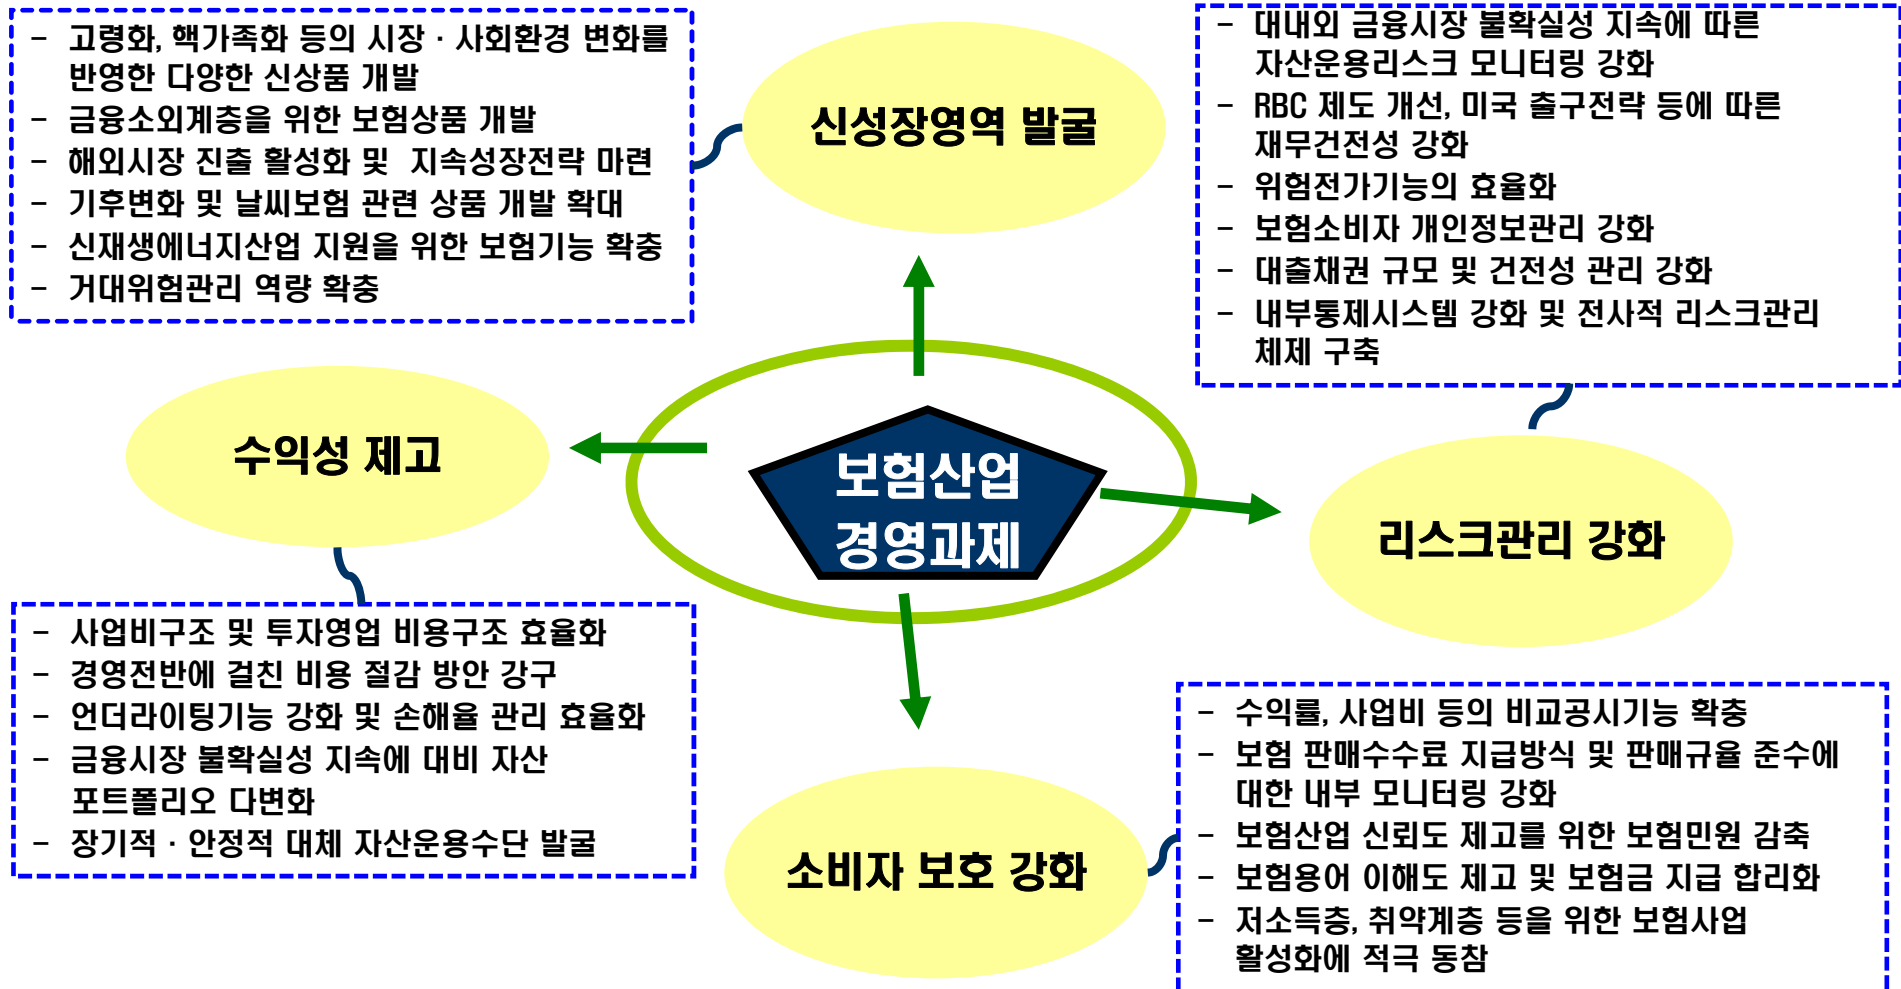 - 고령화, 핵가족화 등의 시장 · 사회환경 변화를
반영한 다양한 신상품 개발
- 금융소외계층을 위한 보험상품 개발
- 해외시장 진출 활성화 및 지속성장전략 마련
- 기후변화 및 날씨보험 관련 상품 개발 확대
- 신재생에너지산업 지원을 위한 보험기능 확충
- 거대위험관리 역량 확충
신성장영역 발굴
- 대내외 금융시장 불확실성 지속에 따른
자산운용리스크 모니터링 강화
- RBC 제도 개선, 미국 출구전략 등에 따른
재무건전성 강화
- 위험전가기능의 효율화
- 보험소비자 개인정보관리 강화
- 대출채권 규모 및 건전성 관리 강화
- 내부통제시스템 강화 및 전사적 리스크관리
체제 구축
수익성 제고
보험산업
경영과제
리스크관리 강화
- 사업비구조 및 투자영업 비용구조 효율화
- 경영전반에 걸친 비용 절감 방안 강구
- 언더라이팅기능 강화 및 손해율 관리 효율화
- 금융시장 불확실성 지속에 대비 자산
포트폴리오 다변화
- 장기적 · 안정적 대체 자산운용수단 발굴
소비자 보호 강화
- 수익률, 사업비 등의 비교공시기능 확충
- 보험 판매수수료 지급방식 및 판매규율 준수에
대한 내부 모니터링 강화
- 보험산업 신뢰도 제고를 위한 보험민원 감축
- 보험용어 이해도 제고 및 보험금 지급 합리화
- 저소득층, 취약계층 등을 위한 보험사업
활성화에 적극 동참